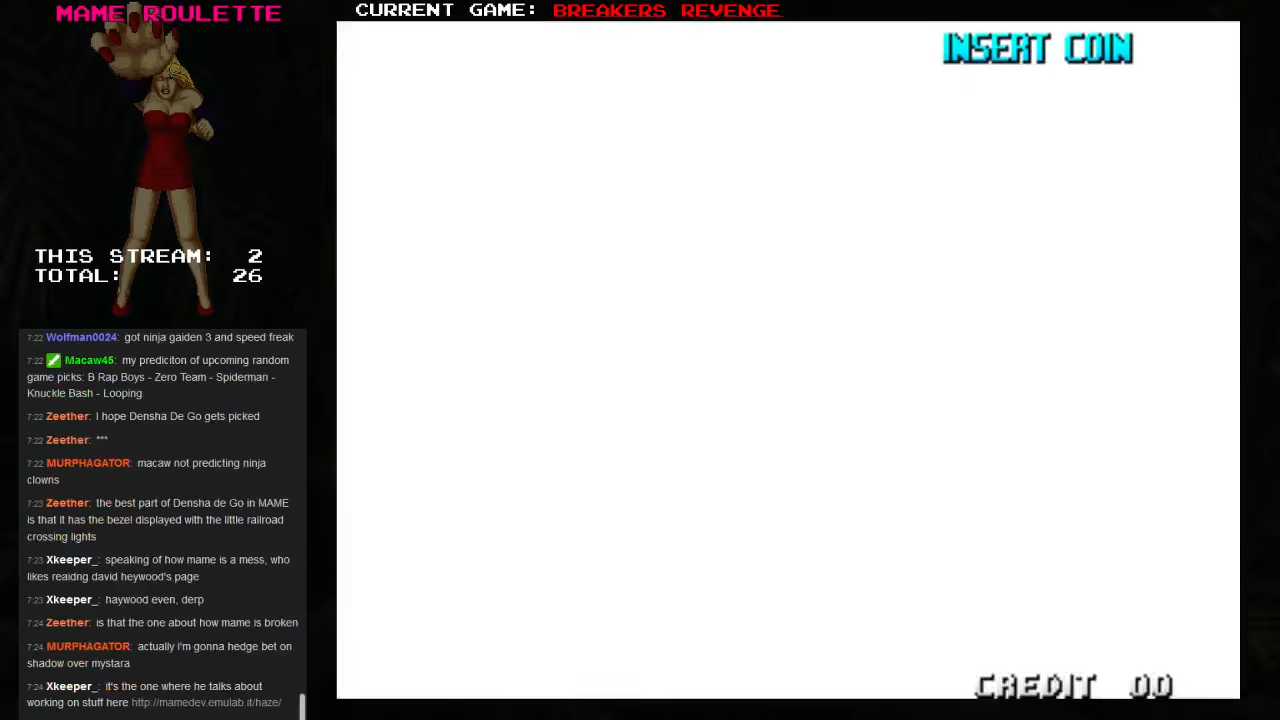 MAME ROULETTE
CURRENT GAME: BREAKERS REVENGE
INSERT COIN
THIS STREAM: 2
TOTAL: 26
7:22 Wolfman0024: got ninja gaiden 3 and speed freak
7:22 Macaw45: my prediciton of upcoming random
game picks: B Rap Boys - Zero Team - Spiderman -
Knuckle Bash - Looping
7:22 Zeether: I hope Densha De Go gets picked
7:22 Zeether: ***
7:22 MURPHAGATOR: macaw not predicting ninja
clowns
7:23 Zeether: the best part of Densha de Go in MAME
is that it has the bezel displayed with the little railroad
crossing lights
7:23 Xkeeper_: speaking of how mame is a mess, who
likes reaidng david heywood's page
7:23 Xkeeper_: haywood even, derp
7:24 Zeether: is that the one about how mame is broken
7:24 MURPHAGATOR: actually i'm gonna hedge bet on
shadow over mystara
7:24 Xkeeper_: it's the one where he talks about
working on stuff here http://mamedev.emulab.it/haze/
CREDIT 00